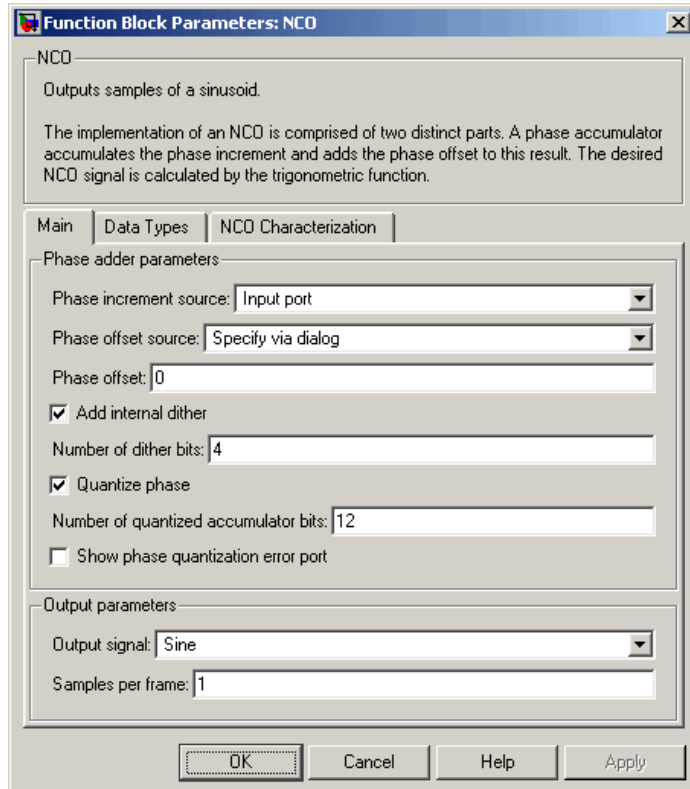 Function Block Parameters: NCO
NCO
Outputs samples of a sinusoid.
The implementation of an NCO is comprised of two distinct parts. A phase accumulator
accumulates the phase increment and adds the phase offset to this result. The desired
NCO signal is calculated by the trigonometric function.
Main Data Types NCO Characterization
Phase adder parameters
Phase increment source: Input port
Phase offset source: Specify via dialog
Phase offset: 0
Add internal dither
Number of dither bits: 4
Quantize phase
Number of quantized accumulator bits: 12
Show phase quantization error port
Output parameters
Output signal: Sine
Samples per frame: 1
OK Cancel Help Apply